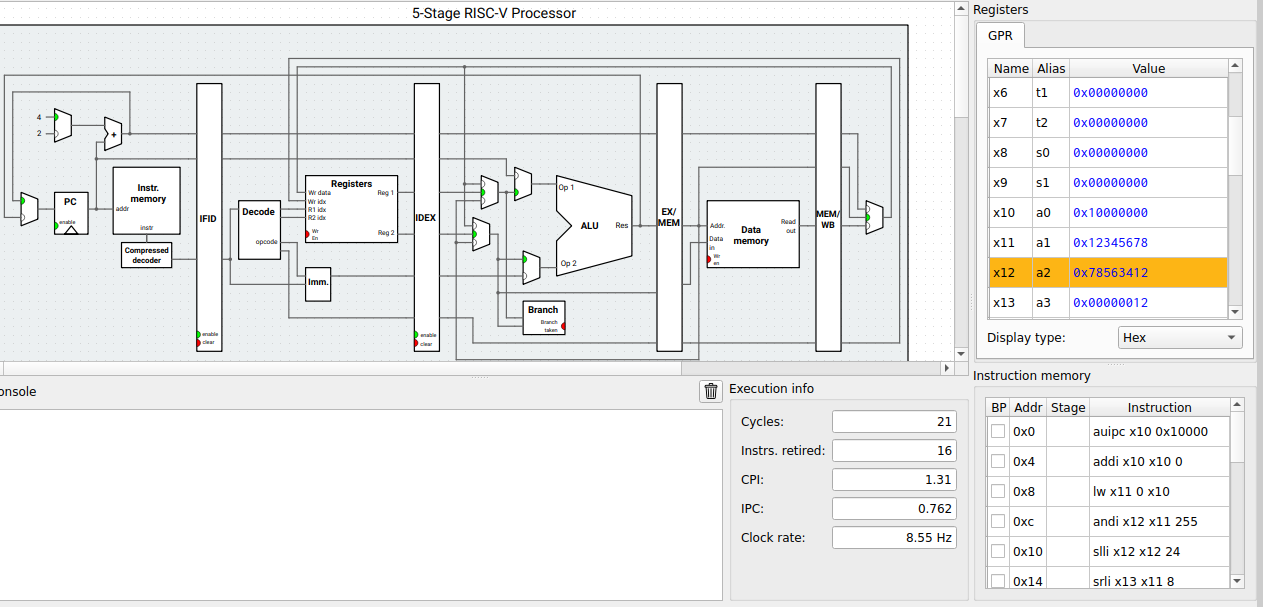 5-Stage RISC-V Processor
4
2
+
PC
enable
Instr.
memory
addr
instr
Compressed
decoder
IFID
enable
clear
Decode
opcode
Registers
Wr data
Wr idx
R1 idx
R2 idx
Wr
En
Reg 1
Reg 2
Imm.
IDEX
enable
clear
Op 1
ALU
Res
Op 2
Branch
Branch
taken
EX/
MEM
Addr.
Data
in
Wr
en
Data
memory
Read
out
MEM/
WB
Registers
GPR
Name Alias Value
x6 t1 0x00000000
x7 t2 0x00000000
x8 s0 0x00000000
x9 s1 0x00000000
x10 a0 0x10000000
x11 a1 0x12345678
x12 a2 0x78563412
x13 a3 0x00000012
Display type: Hex
onsole
Execution info
Cycles: 21
Instrs. retired: 16
CPI: 1.31
IPC: 0.762
Clock rate: 8.55 Hz
Instruction memory
BP Addr Stage Instruction
0x0 auipc x10 0x10000
0x4 addi x10 x10 0
0x8 lw x11 0 x10
0xc andi x12 x11 255
0x10 slli x12 x12 24
0x14 srli x13 x11 8